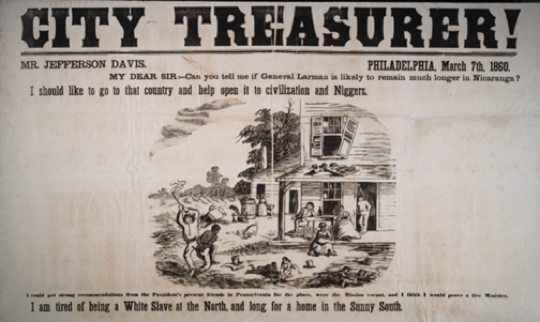 CITY TREASURER!
MR. JEFFERSON DAVIS. PHILADELPHIA, March 7th, 1860.
MY DEAR SIR:—Can you tell me if General Larman is likely to remain much longer in Nicarauga?
I should like to go to that country and help open it to civilization and Niggers.
I could get strong recommendations from the President's present friends in Pennsylvania for the place, were the Mission vacant, and I think I would prove a live Minister.
I am tired of being a White Slave at the North, and long for a home in the Sunny South.